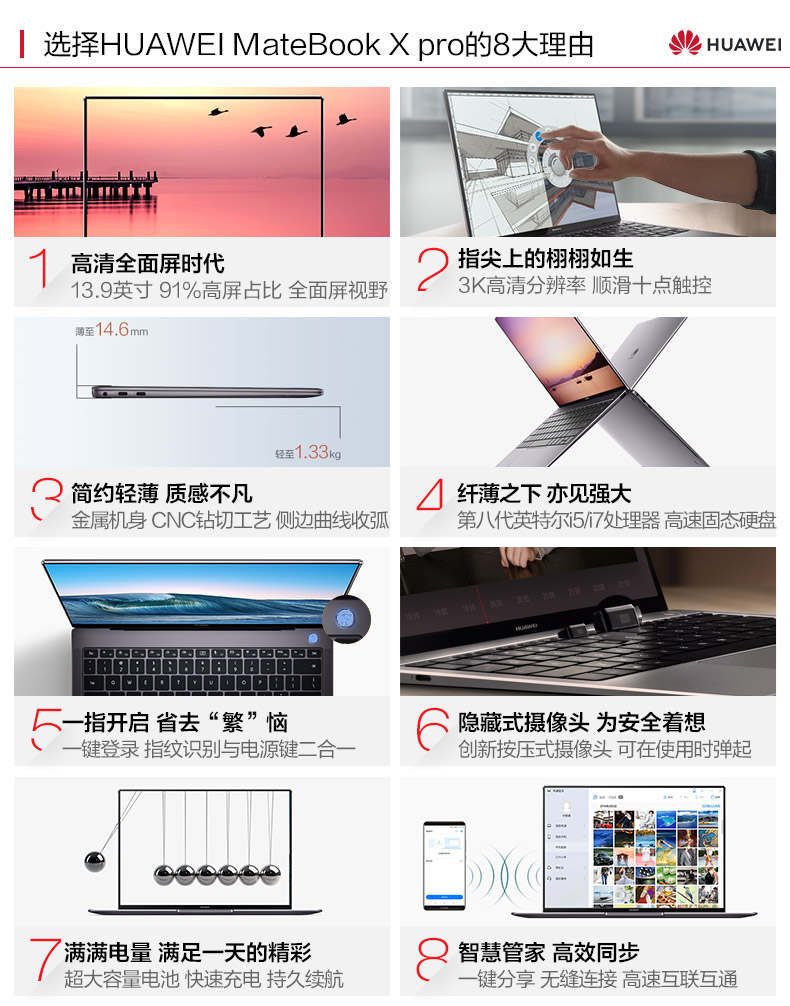 选择HUAWEI MateBook X pro的8大理由
HUAWEI
1
高清全面屏时代
13.9英寸 91%高屏占比 全面屏视野
2
指尖上的栩栩如生
3K高清分辨率 顺滑十点触控
薄至14.6mm
轻至1.33kg
3
简约轻薄 质感不凡
金属机身 CNC钻切工艺 侧边曲线收弧
4
纤薄之下 亦见强大
第八代英特尔i5/i7处理器 高速固态硬盘
5
一指开启 省去“繁”恼
一键登录 指纹识别与电源键二合一
HUAWEI
6
隐藏式摄像头 为安全着想
创新按压式摄像头 可在使用时弹起
7
满满电量 满足一天的精彩
超大容量电池 快速充电 持久续航
8
智慧管家 高效同步
一键分享 无缝连接 高速互联互通